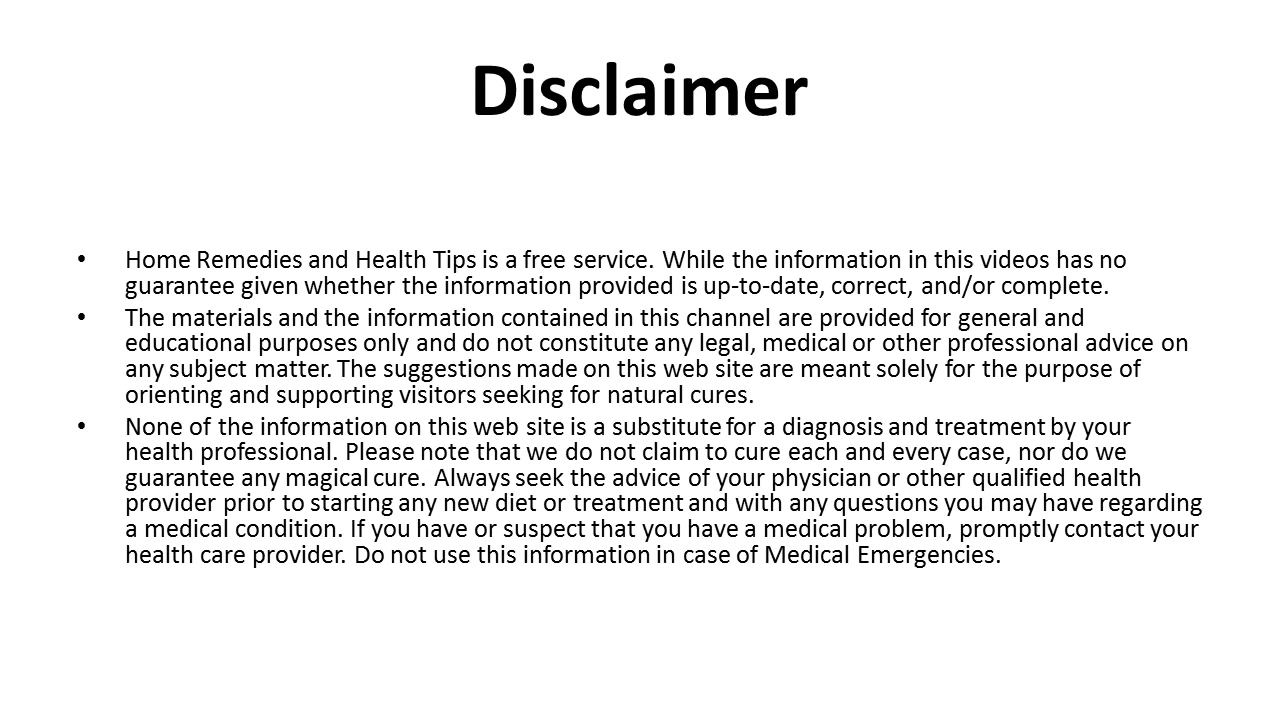 Disclaimer
• Home Remedies and Health Tips is a free service. While the information in this videos has no
guarantee given whether the information provided is up-to-date, correct, and/or complete.
• The materials and the information contained in this channel are provided for general and
educational purposes only and do not constitute any legal, medical or other professional advice on
any subject matter. The suggestions made on this web site are meant solely for the purpose of
orienting and supporting visitors seeking for natural cures.
• None of the information on this web site is a substitute for a diagnosis and treatment by your
health professional. Please note that we do not claim to cure each and every case, nor do we
guarantee any magical cure. Always seek the advice of your physician or other qualified health
provider prior to starting any new diet or treatment and with any questions you may have regarding
a medical condition. If you have or suspect that you have a medical problem, promptly contact your
health care provider. Do not use this information in case of Medical Emergencies.